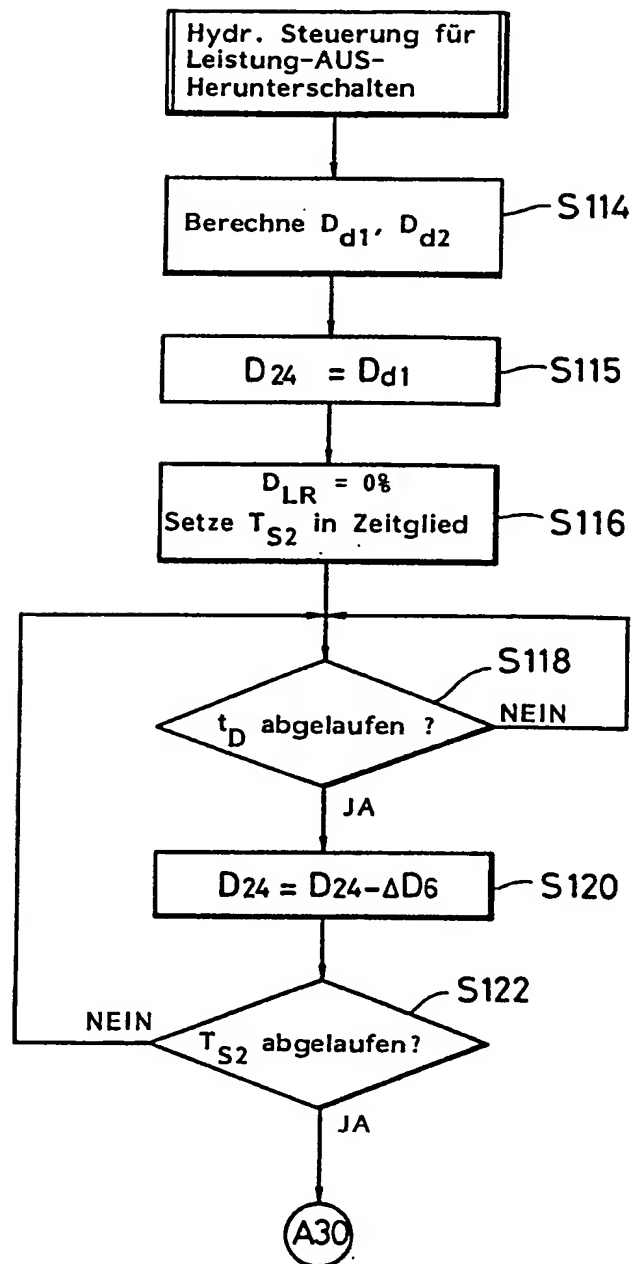 Hydr. Steuerung für
Leistung-AUS-
Herunterschalten
Berechne D_d1, D_d2
S114
D24 = Dd1
S115
D_LR = 0%
Setze T_S2 in Zeitglied
S116
S118
t_D abgelaufen ?
NEIN
JA
D24 = D24-ΔD6
S120
S122
NEIN
T_S2 abgelaufen?
JA
A30